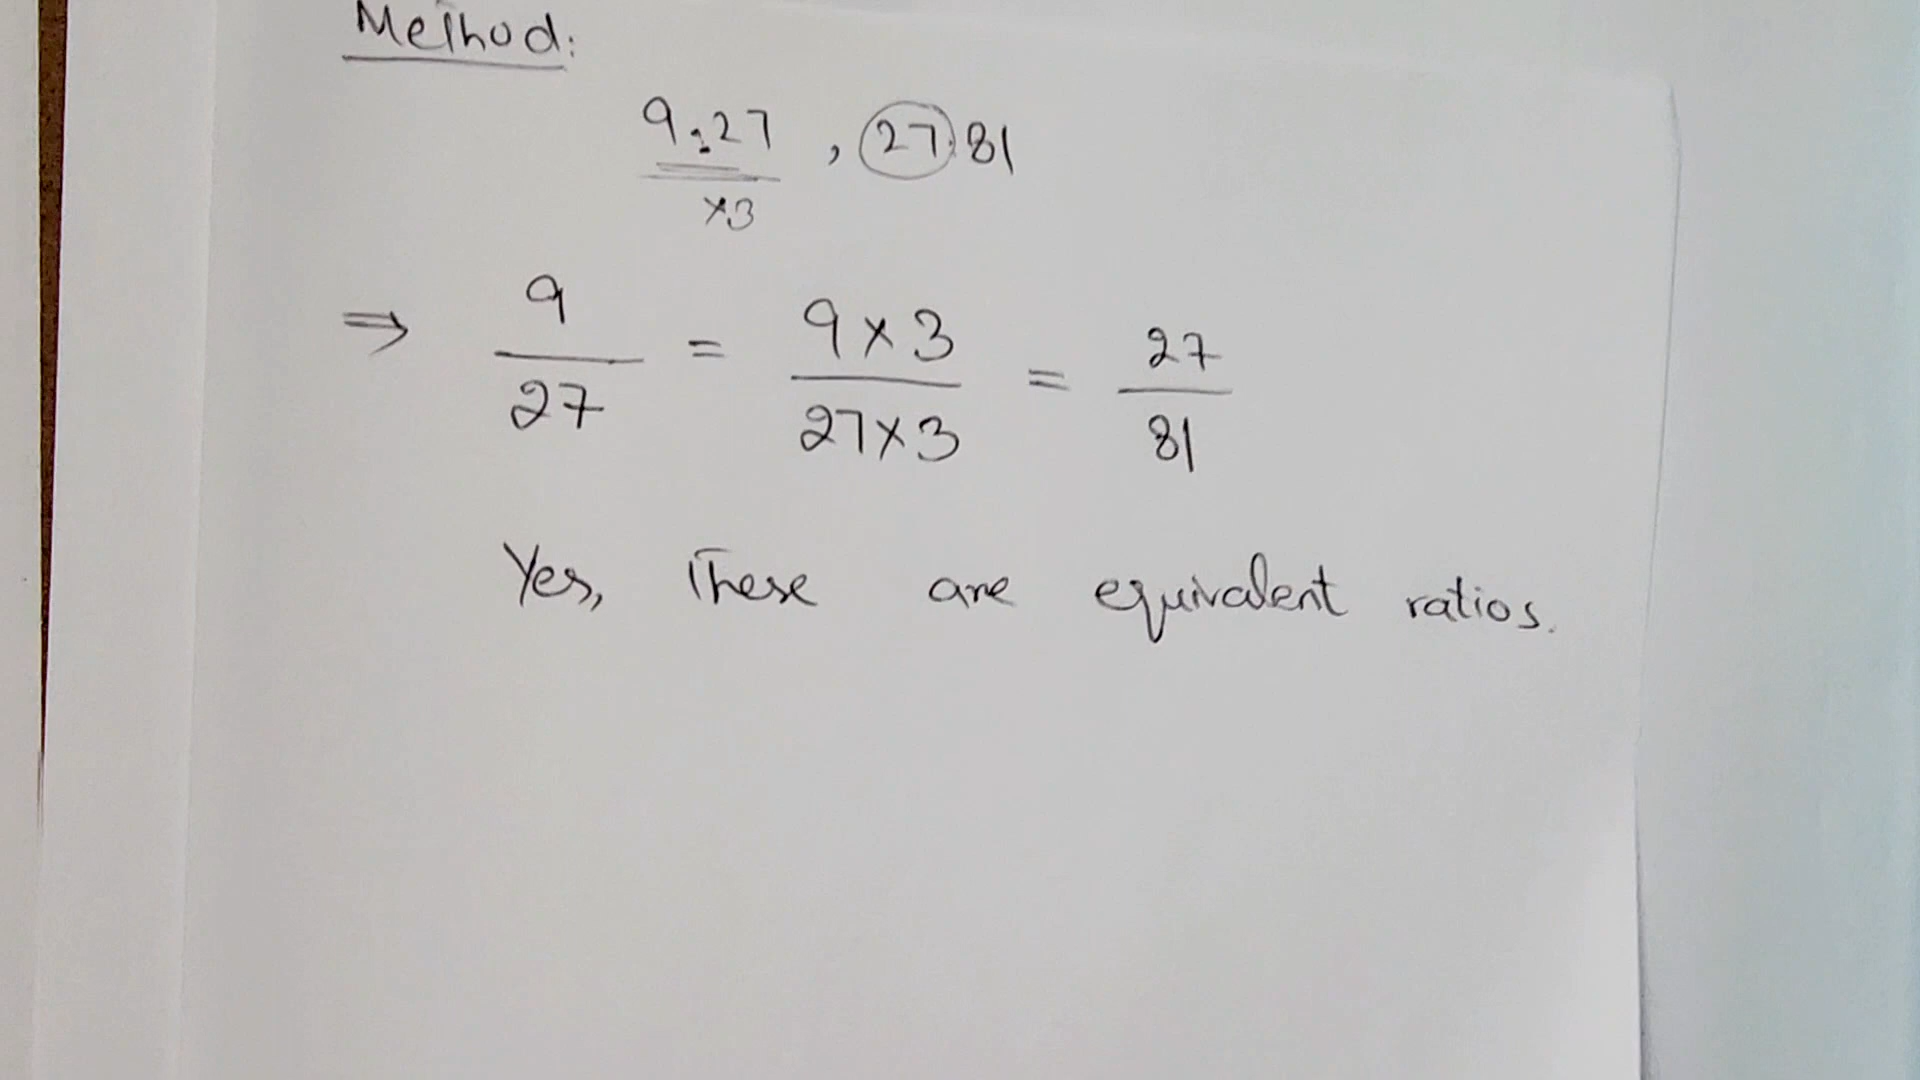 Method:
9:27 , 27:81
×3
⇒ 9/27 = 9×3/27×3 = 27/81
Yes, These are equivalent ratios.